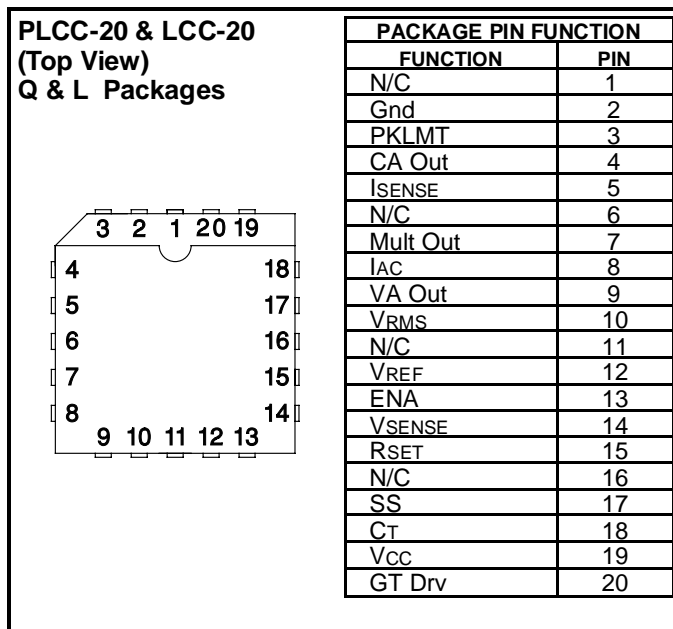 PLCC-20 & LCC-20
(Top View)
Q & L Packages
3 2 1 20 19
4 18
5 17
6 16
7 15
8 14
9 10 11 12 13
PACKAGE PIN FUNCTION
FUNCTION PIN
N/C 1
Gnd 2
PKLMT 3
CA Out 4
ISENSE 5
N/C 6
Mult Out 7
IAC 8
VA Out 9
VRMS 10
N/C 11
VREF 12
ENA 13
VSENSE 14
RSET 15
N/C 16
SS 17
CT 18
VCC 19
GT Drv 20